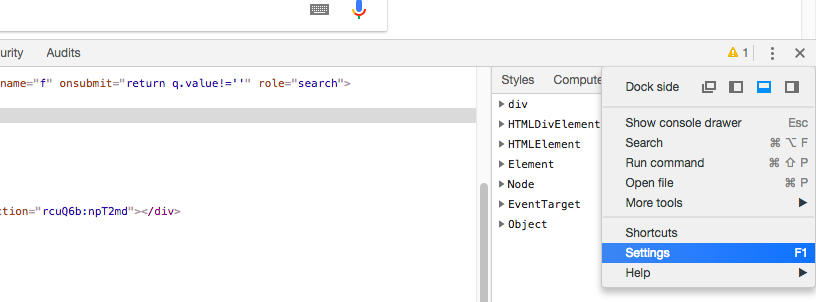 urity Audits 1
name="f" onsubmit="return q.value!=''" role="search">
Styles Compute
Dock side
div
Show console drawer Esc
HTMLDivElement
Search ⌘ ⌥ F
HTMLElement
Run command ⌘ ⇧ P
Element
Open file ⌘ P
Node
More tools
ction="rcuQ6b:npT2md"></div>
EventTarget
Object
Shortcuts
Settings F1
Help